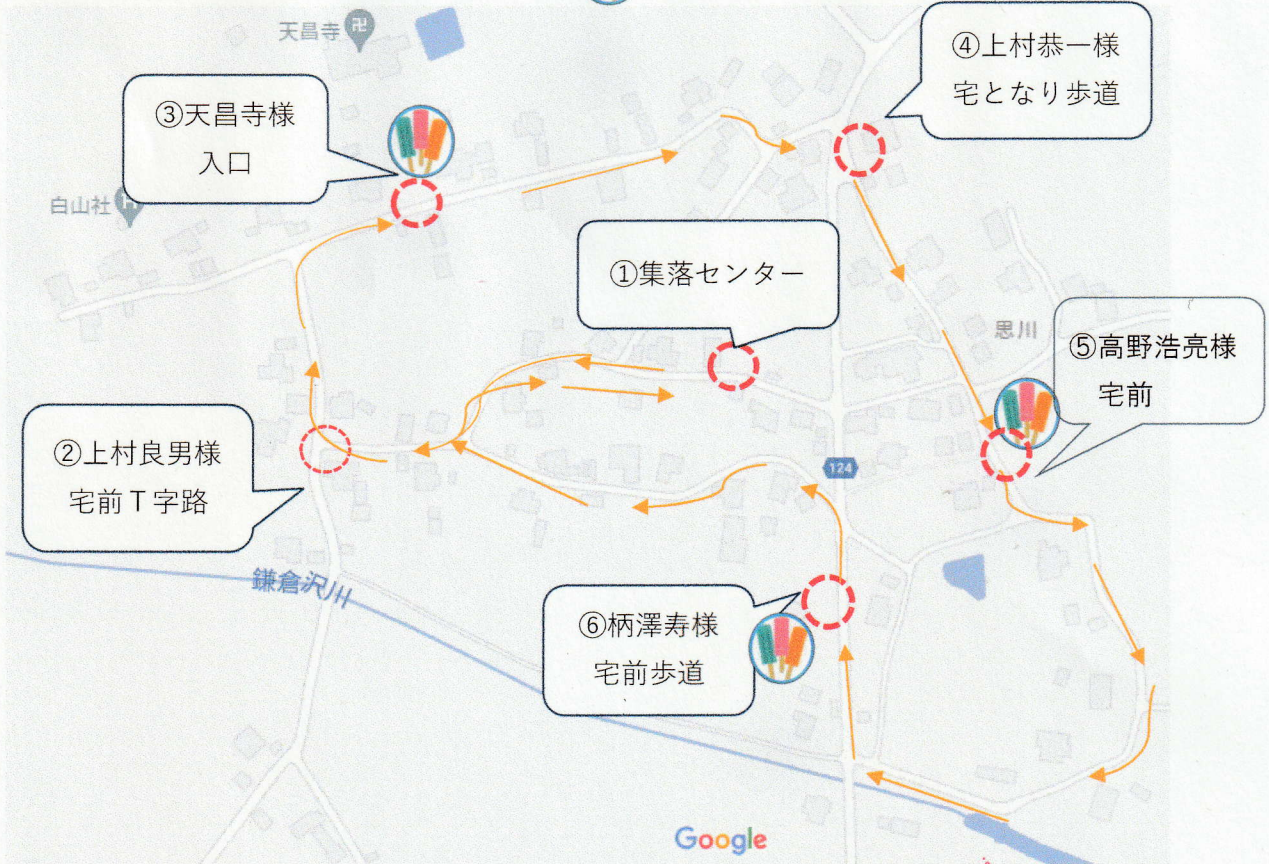 天昌寺
④上村恭一様
宅となり歩道
③天昌寺様
入口
白山社
①集落センター
思川
⑤高野浩亮様
宅前
②上村良男様
宅前T字路
124
鎌倉沢川
⑥柄澤寿様
宅前歩道
Google